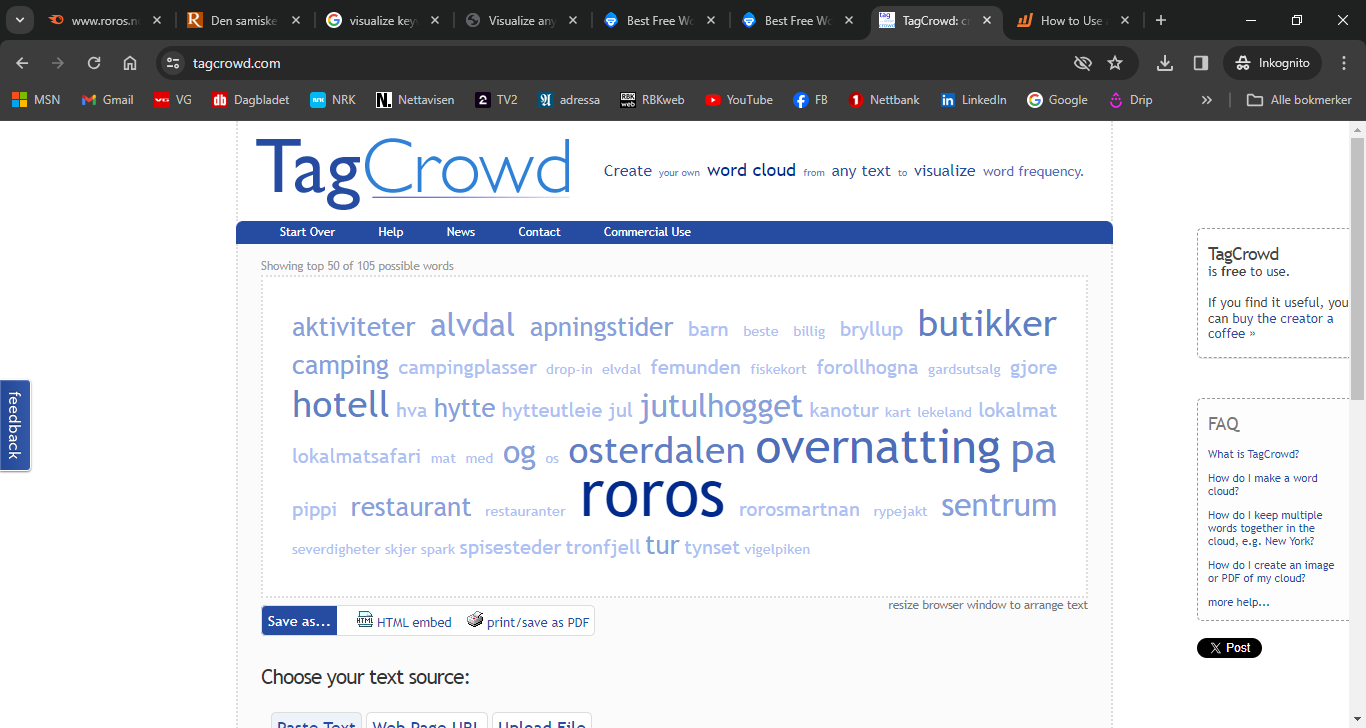 www.roros.n
Den samiske
visualize key
Visualize any
Best Free Wo
Best Free Wo
TagCrowd: c
How to Use
tagcrowd.com
Inkognito
MSN Gmail VG Dagbladet NRK Nettavisen TV2 adressa RBKweb YouTube FB Nettbank LinkedIn Google Drip » Alle bokmerker
TagCrowd
Create your own word cloud from any text to visualize word frequency.
Start Over Help News Contact Commercial Use
Showing top 50 of 105 possible words
aktiviteter alvdal apningstider barn beste billig bryllup butikker
camping campingplasser drop-in elvdal femunden fiskekort forollhogna gardsutsalg gjore
hotell hva hytte hytteutleie jul jutulhogget kanotur kart lekeland lokalmat
lokalmatsafari mat med og os osterdalen overnatting pa
pippi restaurant restauranter roros rorosmartnan rypejakt sentrum
severdigheter skjer spark spisesteder tronfjell tur tynset vigelpiken
resize browser window to arrange text
Save as... HTML embed print/save as PDF
Choose your text source:
Paste Text Web Page URL Upload File
feedback
TagCrowd
is free to use.
If you find it useful, you
can buy the creator a
coffee »
FAQ
What is TagCrowd?
How do I make a word
cloud?
How do I keep multiple
words together in the
cloud, e.g. New York?
How do I create an image
or PDF of my cloud?
more help...
X Post